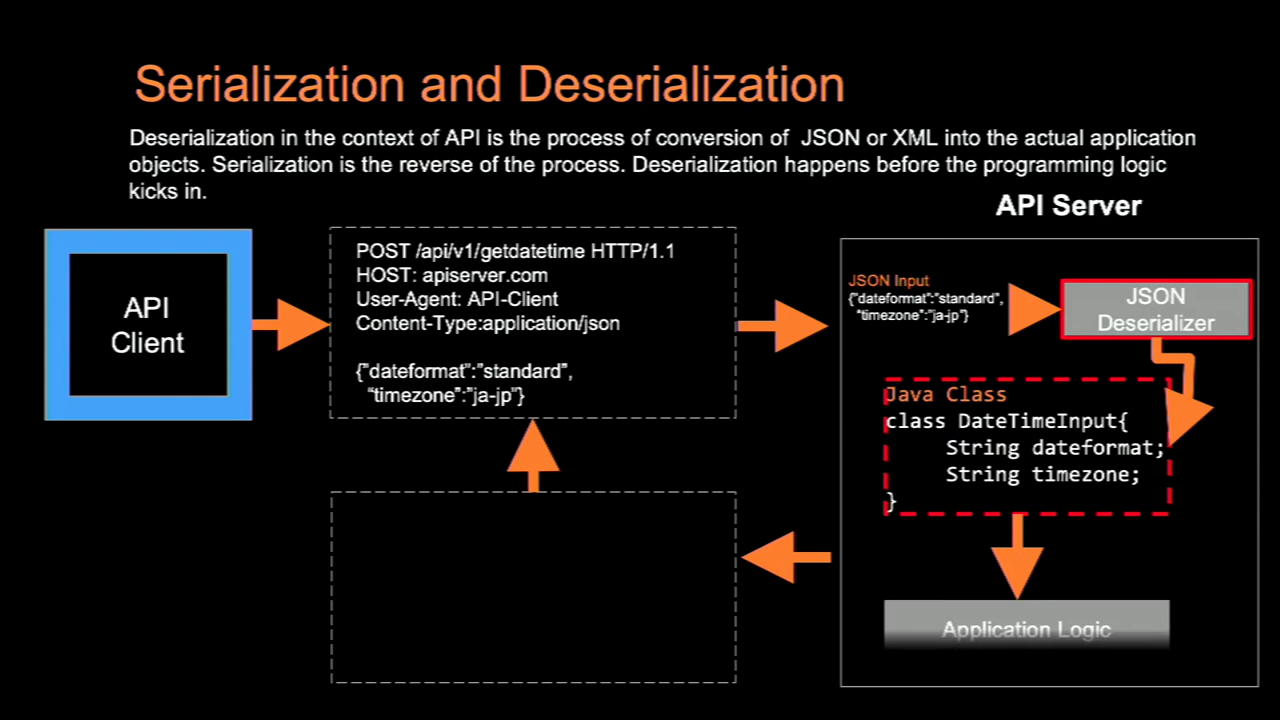 Serialization and Deserialization
Deserialization in the context of API is the process of conversion of  JSON or XML into the actual application
objects. Serialization is the reverse of the process. Deserialization happens before the programming logic
kicks in.
API Server
API
Client
POST /api/v1/getdatetime HTTP/1.1
HOST: apiserver.com
User-Agent: API-Client
Content-Type:application/json
{"dateformat":"standard",
"timezone":"ja-jp"}
JSON Input
{"dateformat":"standard",
"timezone":"ja-jp"}
JSON
Deserializer
Java Class
class DateTimeInput{
String dateformat;
String timezone;
}
Application Logic